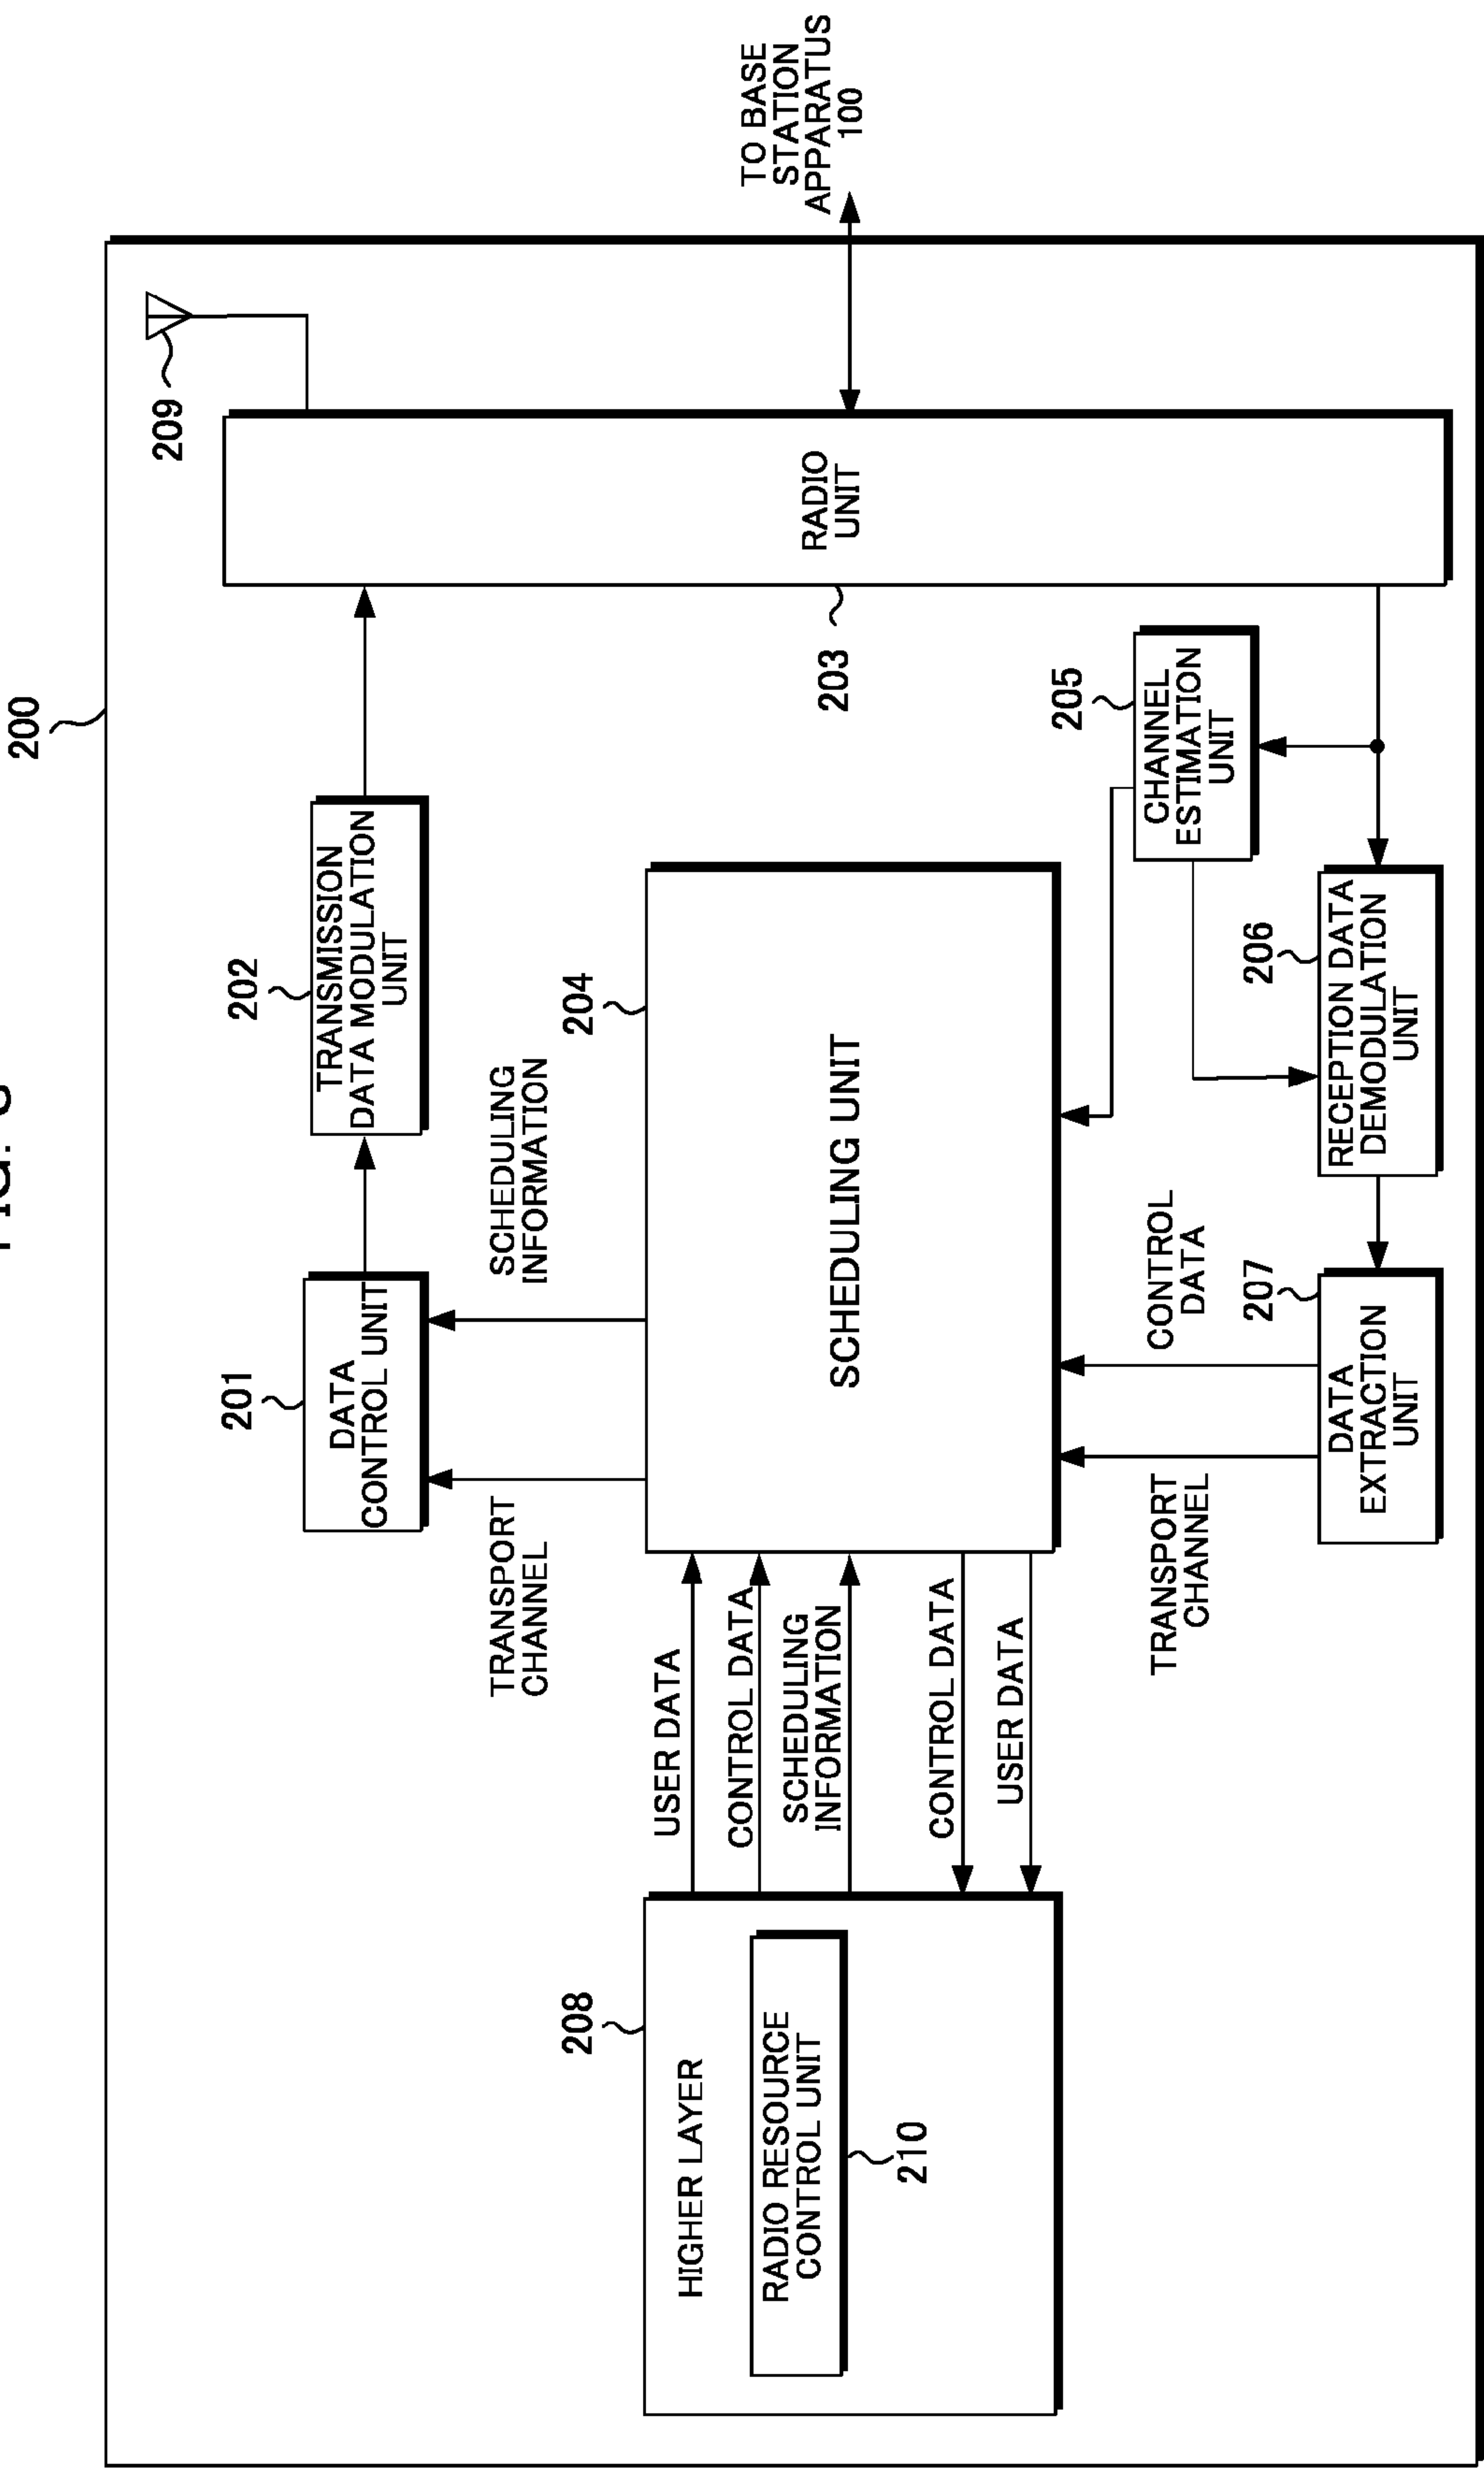 FIG.
200
201
DATA
CONTROL UNIT
202
TRANSMISSION
DATA MODULATION
UNIT
209
TRANSPORT
CHANNEL
SCHEDULING
INFORMATION
208
HIGHER LAYER
RADIO RESOURCE
CONTROL UNIT
210
USER DATA
CONTROL DATA
SCHEDULING
INFORMATION
CONTROL DATA
USER DATA
204
SCHEDULING UNIT
203
RADIO
UNIT
TO BASE
STATION
APPARATUS
100
205
CHANNEL
ESTIMATION
UNIT
TRANSPORT
CHANNEL
CONTROL
DATA
207
DATA
EXTRACTION
UNIT
206
RECEPTION DATA
DEMODULATION
UNIT